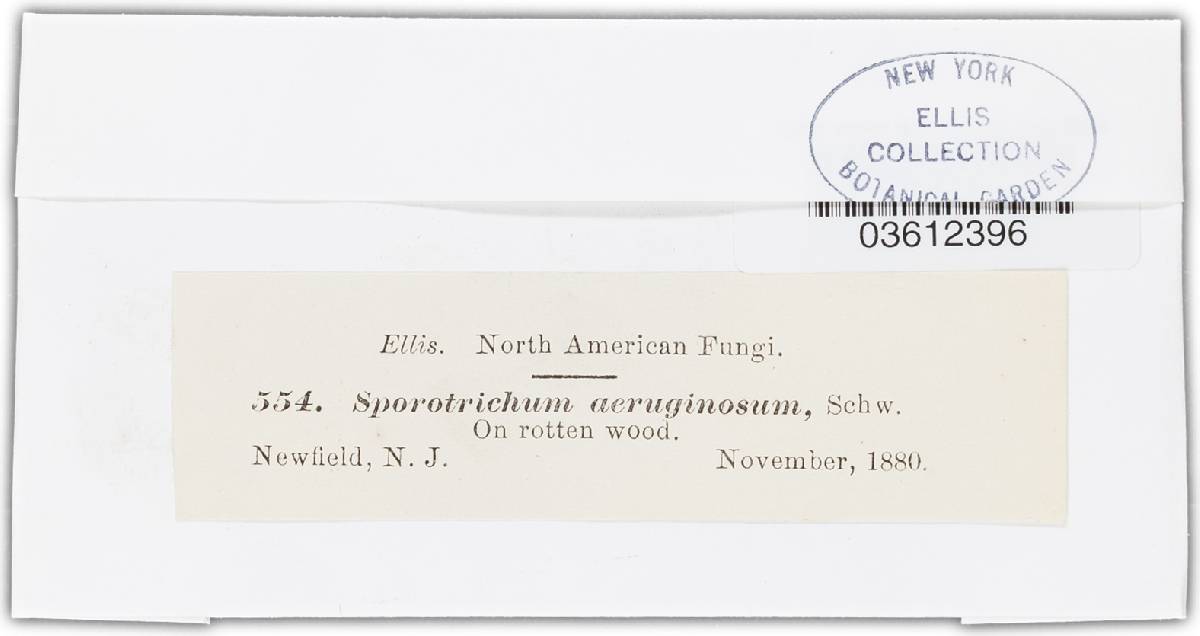 NEW YORK
ELLIS
COLLECTION
BOTANICAL GARDEN
03612396
Ellis. North American Fungi.
554. Sporotrichum aeruginosum, Schw.
On rotten wood.
Newfield, N. J. November, 1880.